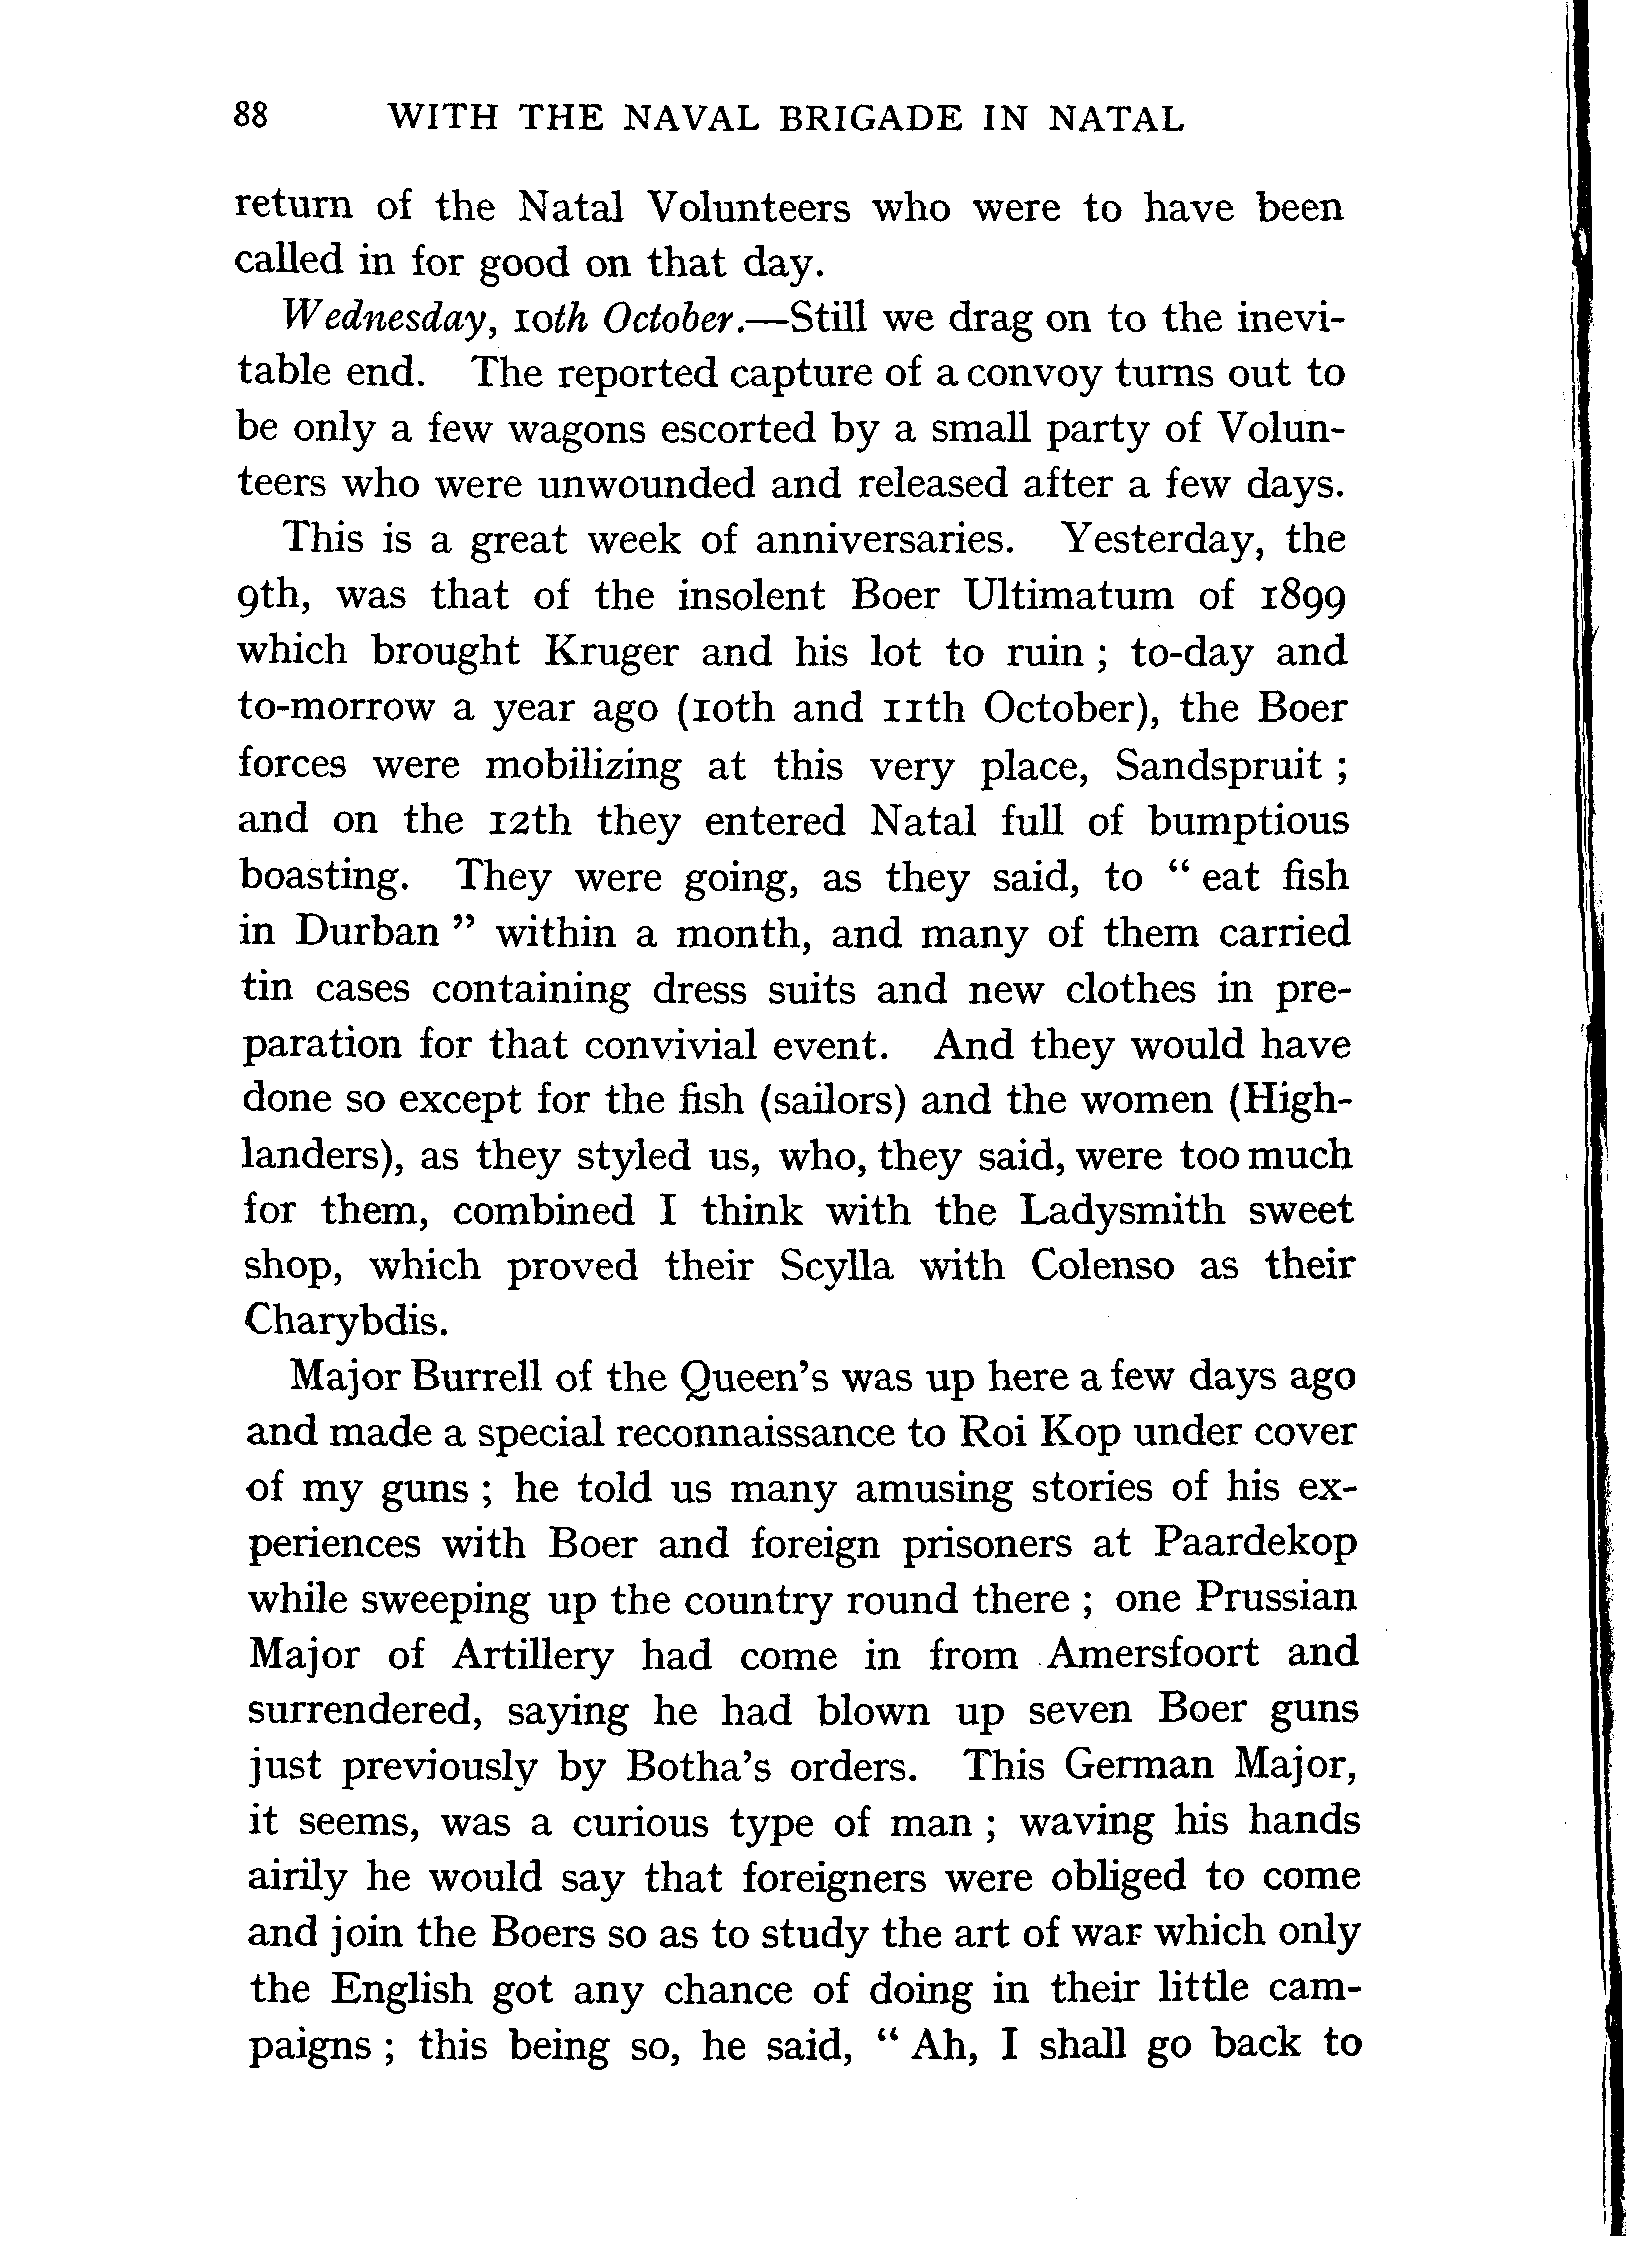 88 WITH THE NAVAL BRIGADE IN NATAL
return of the Natal Volunteers who were to have been
called in for good on that day.
Wednesday, 10th October.—Still we drag on to the inevi-
table end. The reported capture of a convoy turns out to
be only a few wagons escorted by a small party of Volun-
teers who were unwounded and released after a few days.
This is a great week of anniversaries. Yesterday, the
9th, was that of the insolent Boer Ultimatum of 1899
which brought Kruger and his lot to ruin ; to-day and
to-morrow a year ago (10th and 11th October), the Boer
forces were mobilizing at this very place, Sandspruit ;
and on the 12th they entered Natal full of bumptious
boasting. They were going, as they said, to “ eat fish
in Durban ” within a month, and many of them carried
tin cases containing dress suits and new clothes in pre-
paration for that convivial event. And they would have
done so except for the fish (sailors) and the women (High-
landers), as they styled us, who, they said, were too much
for them, combined I think with the Ladysmith sweet
shop, which proved their Scylla with Colenso as their
Charybdis.
Major Burrell of the Queen’s was up here a few days ago
and made a special reconnaissance to Roi Kop under cover
of my guns ; he told us many amusing stories of his ex-
periences with Boer and foreign prisoners at Paardekop
while sweeping up the country round there ; one Prussian
Major of Artillery had come in from Amersfoort and
surrendered, saying he had blown up seven Boer guns
just previously by Botha’s orders. This German Major,
it seems, was a curious type of man ; waving his hands
airily he would say that foreigners were obliged to come
and join the Boers so as to study the art of war which only
the English got any chance of doing in their little cam-
paigns ; this being so, he said, “ Ah, I shall go back to